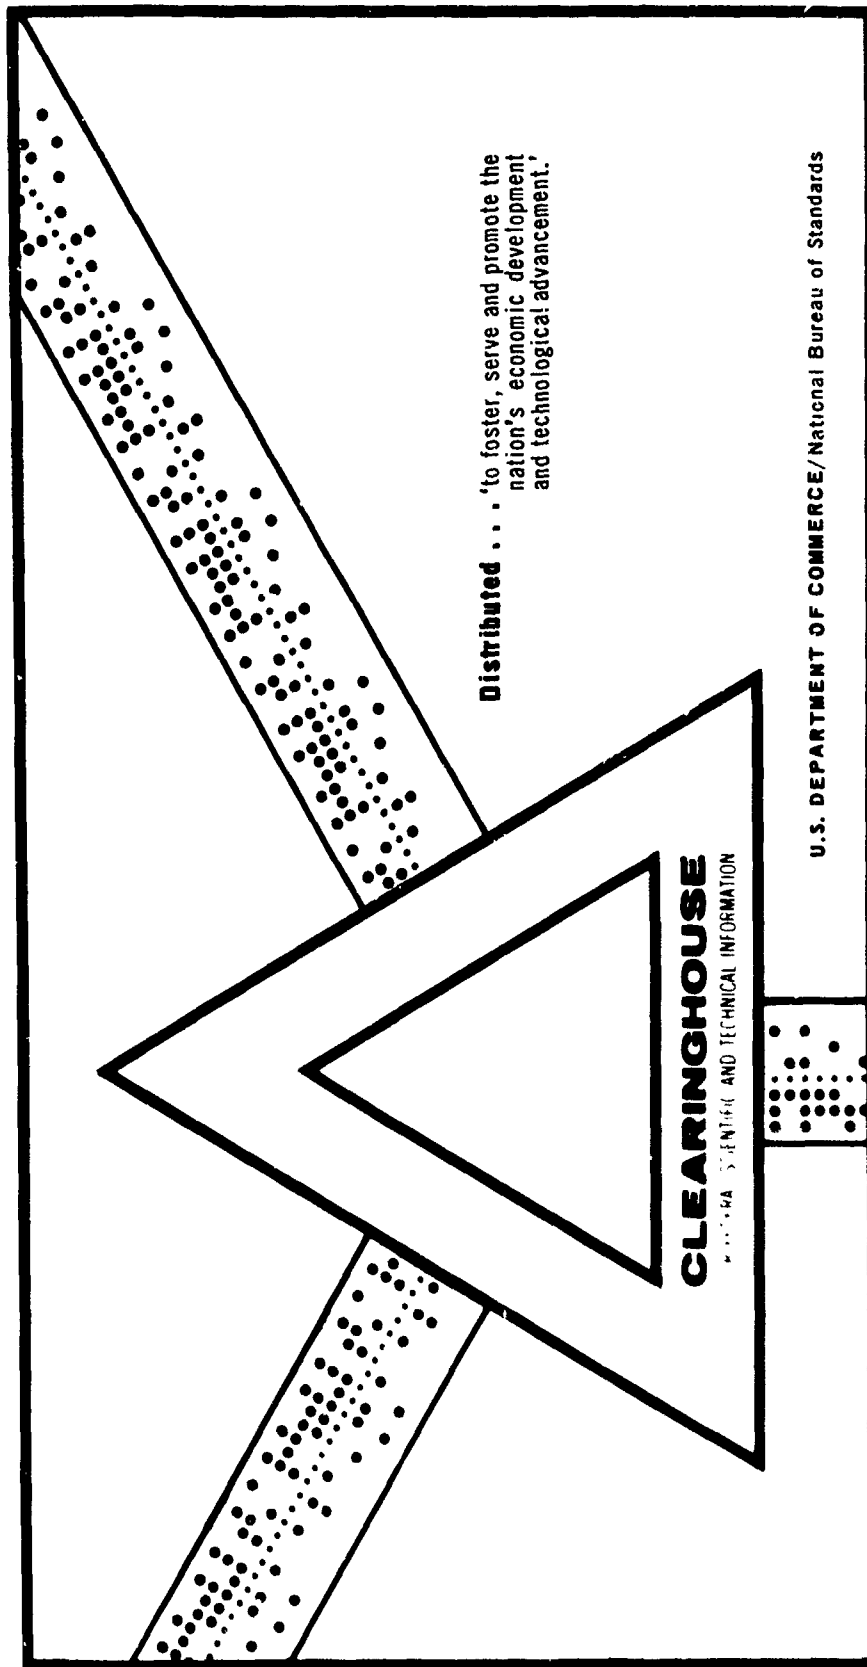 Distributed . . . 'to foster, serve and promote the
nation's economic development
and technological advancement.'
CLEARINGHOUSE
SCIENTIFIC AND TECHNICAL INFORMATION
U.S. DEPARTMENT OF COMMERCE/National Bureau of Standards